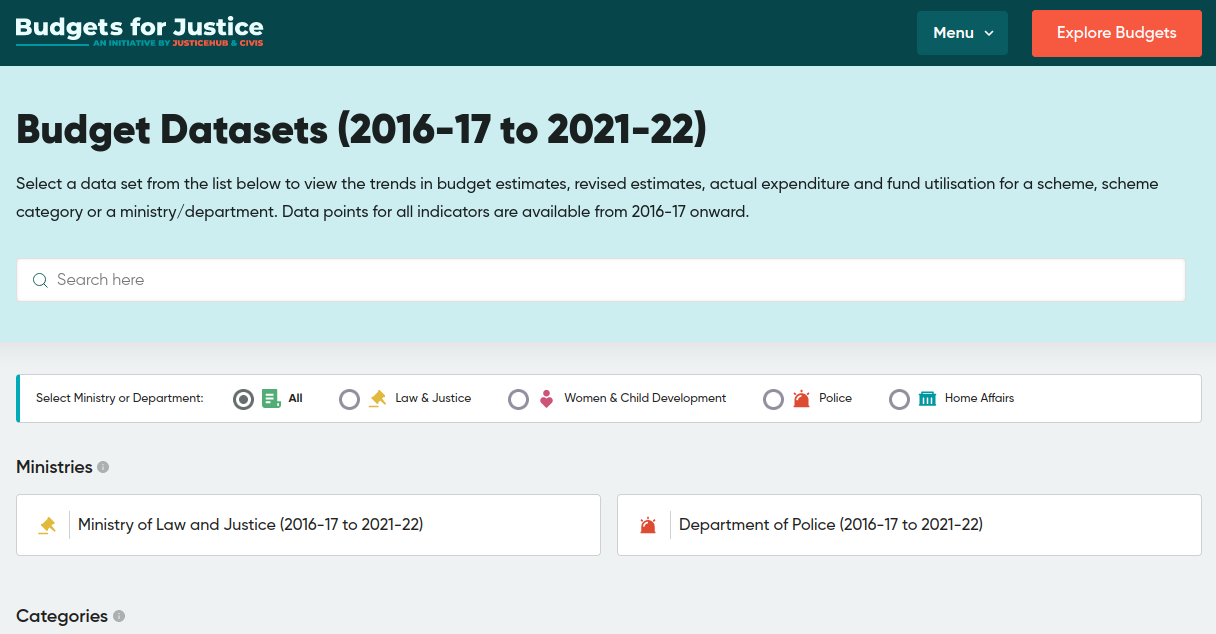 Budgets for Justice
AN INITIATIVE BY JUSTICEHUB & CIVIS
Menu
Explore Budgets
Budget Datasets (2016-17 to 2021-22)
Select a data set from the list below to view the trends in budget estimates, revised estimates, actual expenditure and fund utilisation for a scheme, scheme
category or a ministry/department. Data points for all indicators are available from 2016-17 onward.
Search here
Select Ministry or Department: All Law & Justice Women & Child Development Police Home Affairs
Ministries
Ministry of Law and Justice (2016-17 to 2021-22)
Department of Police (2016-17 to 2021-22)
Categories